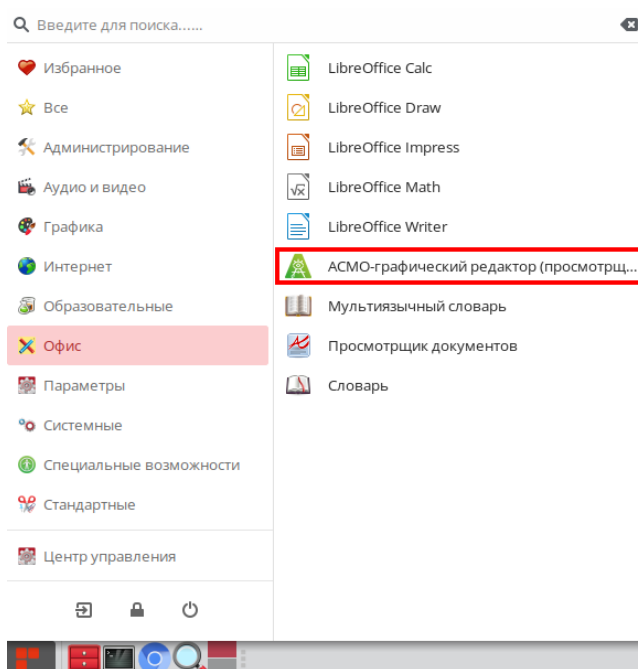 Введите для поиска......
Избранное
Все
Администрирование
Аудио и видео
Графика
Интернет
Образовательные
Офис
Параметры
Системные
Специальные возможности
Стандартные
Центр управления
LibreOffice Calc
LibreOffice Draw
LibreOffice Impress
LibreOffice Math
LibreOffice Writer
АСМО-графический редактор (просмотрщ...
Мультиязычный словарь
Просмотрщик документов
Словарь